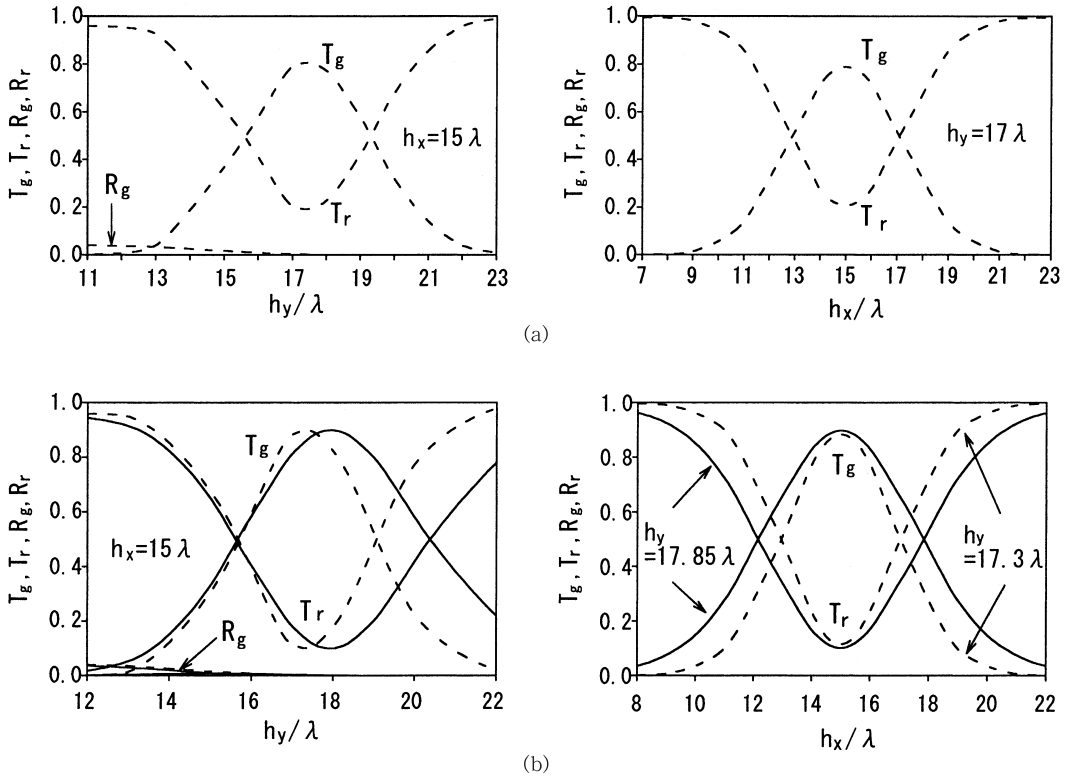 Tg, Tr, Rg, Rr
1.0
0.8
0.6
0.4
0.2
0.0
Tg
hx=15λ
Rg
Tr
11 13 15 17 19 21 23
hy/λ
Tg, Tr, Rg, Rr
1.0
0.8
0.6
0.4
0.2
0.0
Tg
hy=17λ
Tr
7 9 11 13 15 17 19 21 23
hx/λ
(a)
Tg, Tr, Rg, Rr
1.0
0.8
0.6
0.4
0.2
0.0
Tg
hx=15λ
Tr
Rg
12 14 16 18 20 22
hy/λ
Tg, Tr, Rg, Rr
1.0
0.8
0.6
0.4
0.2
0.0
Tg
hy
=17.85λ
hy
=17.3λ
Tr
8 10 12 14 16 18 20 22
hx/λ
(b)